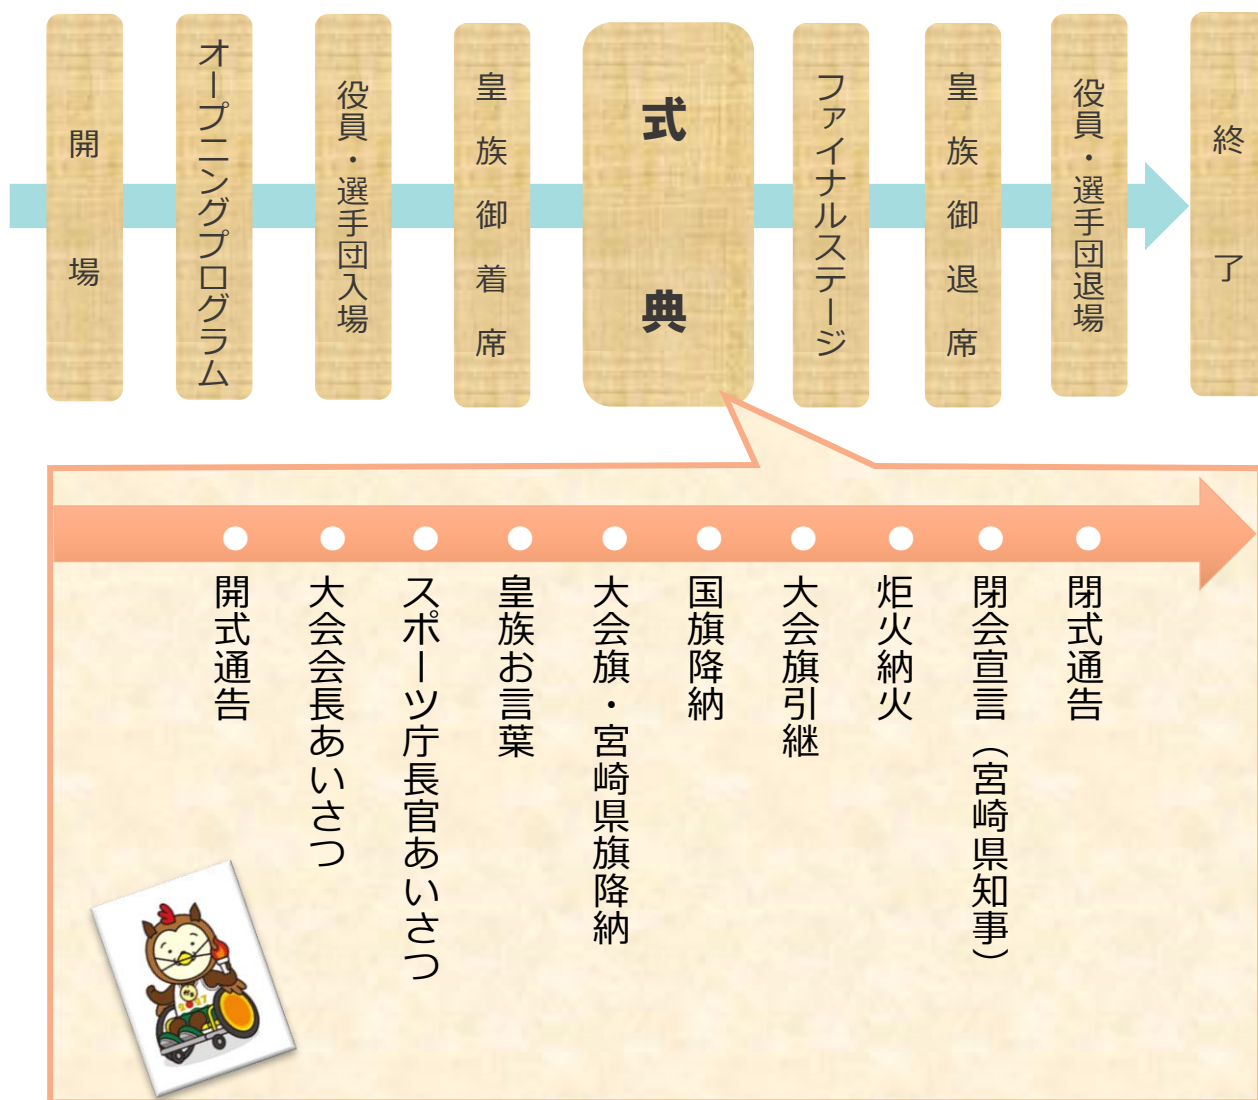 開場
オープニングプログラム
役員・選手団入場
皇族御着席
式典
ファイナルステージ
皇族御退席
役員・選手団退場
終了
開式通告
大会会長あいさつ
スポーツ庁長官あいさつ
皇族お言葉
大会旗・宮崎県旗降納
国旗降納
大会旗引継
炬火納火
閉会宣言（宮崎県知事）
閉式通告